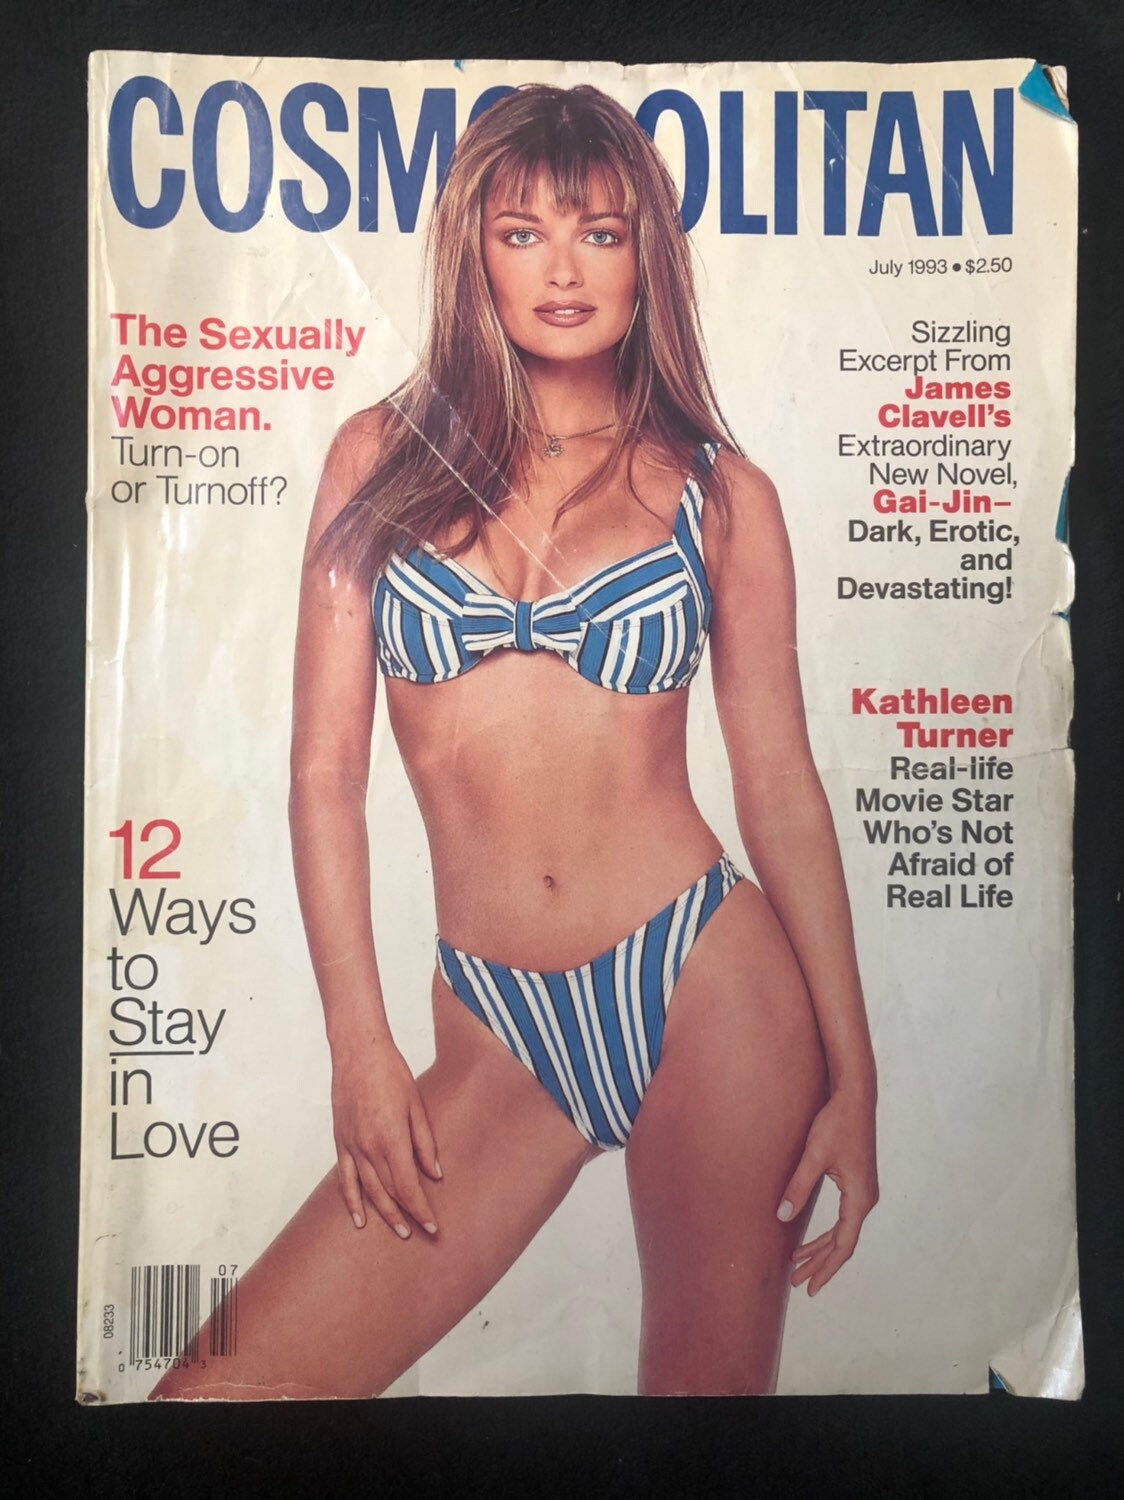 COSMOPOLITAN
July 1993 • $2.50
The Sexually
Aggressive
Woman.
Turn-on
or Turnoff?
12
Ways
to
Stay
in
Love
Sizzling
Excerpt From
James
Clavell's
Extraordinary
New Novel,
Gai-Jin–
Dark, Erotic,
and
Devastating!
Kathleen
Turner
Real-life
Movie Star
Who's Not
Afraid of
Real Life
07
08233
0 754704 3